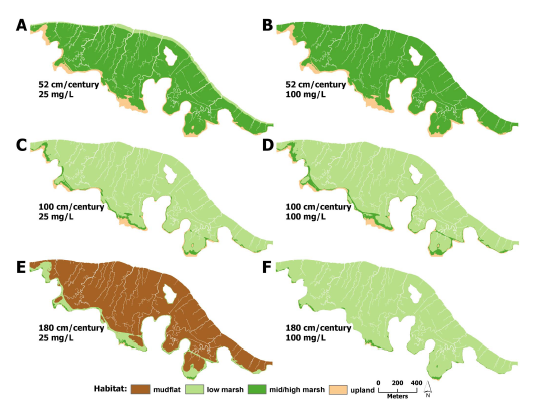 A
52 cm/century
25 mg/L
B
52 cm/century
100 mg/L
C
100 cm/century
25 mg/L
D
100 cm/century
100 mg/L
E
180 cm/century
25 mg/L
F
180 cm/century
100 mg/L
Habitat: mudflat low marsh mid/high marsh upland
0 200 400
Meters
N